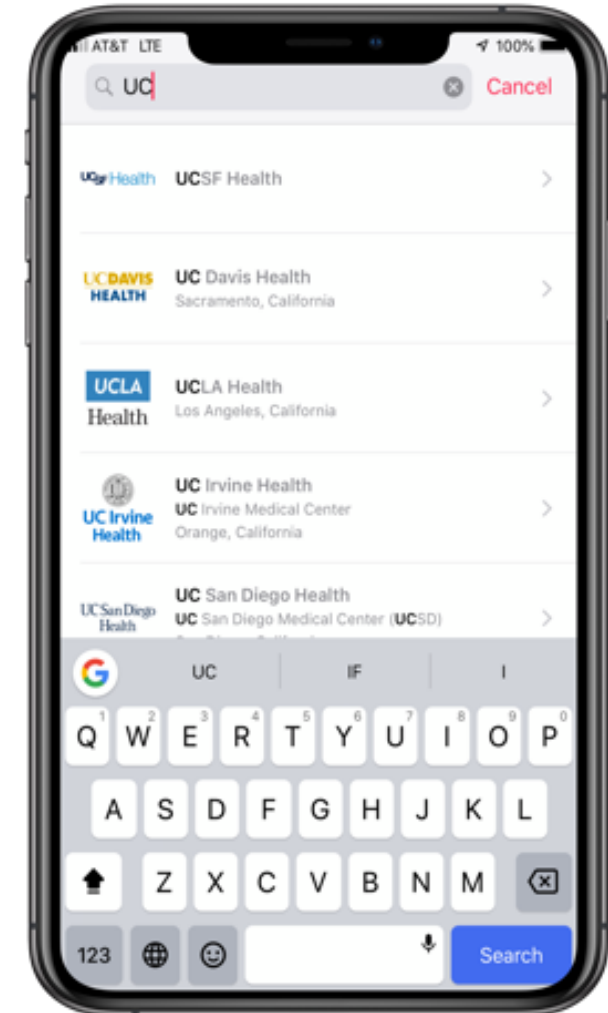 AT&T LTE 100%
UC Cancel
UCSF Health UCSF Health
UC DAVIS HEALTH
UC Davis Health
Sacramento, California
UCLA Health
UCLA Health
Los Angeles, California
UC Irvine Health
UC Irvine Health
UC Irvine Medical Center
Orange, California
UC San Diego Health
UC San Diego Health
UC San Diego Medical Center (UCSD)
G UC IF I
1 2 3 4 5 6 7 8 9 0
Q W E R T Y U I O P
A S D F G H J K L
Z X C V B N M
123 Search